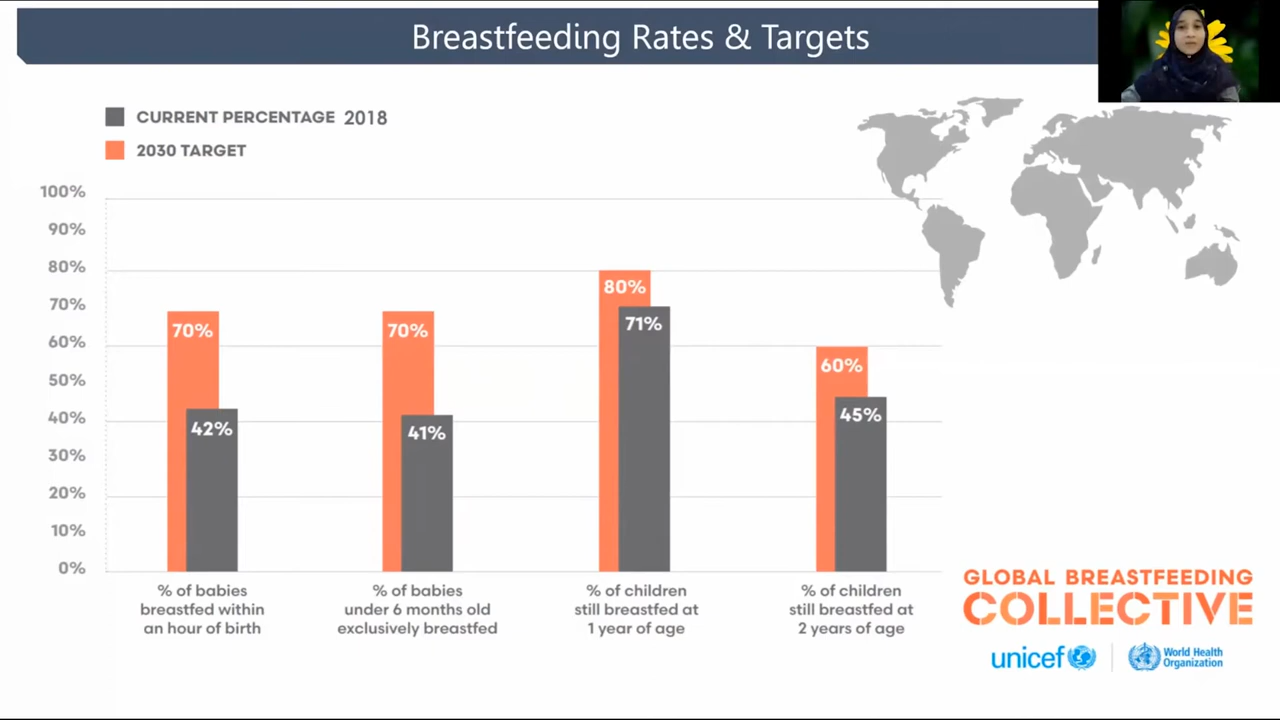 Breastfeeding Rates & Targets
CURRENT PERCENTAGE 2018
2030 TARGET
100%
90%
80%
70%
60%
50%
40%
30%
20%
10%
0%
70%
42%
70%
41%
80%
71%
60%
45%
% of babies
breastfed within
an hour of birth
% of babies
under 6 months old
exclusively breastfed
% of children
still breastfed at
1 year of age
% of children
still breastfed at
2 years of age
GLOBAL BREASTFEEDING
COLLECTIVE
unicef
World Health
Organization